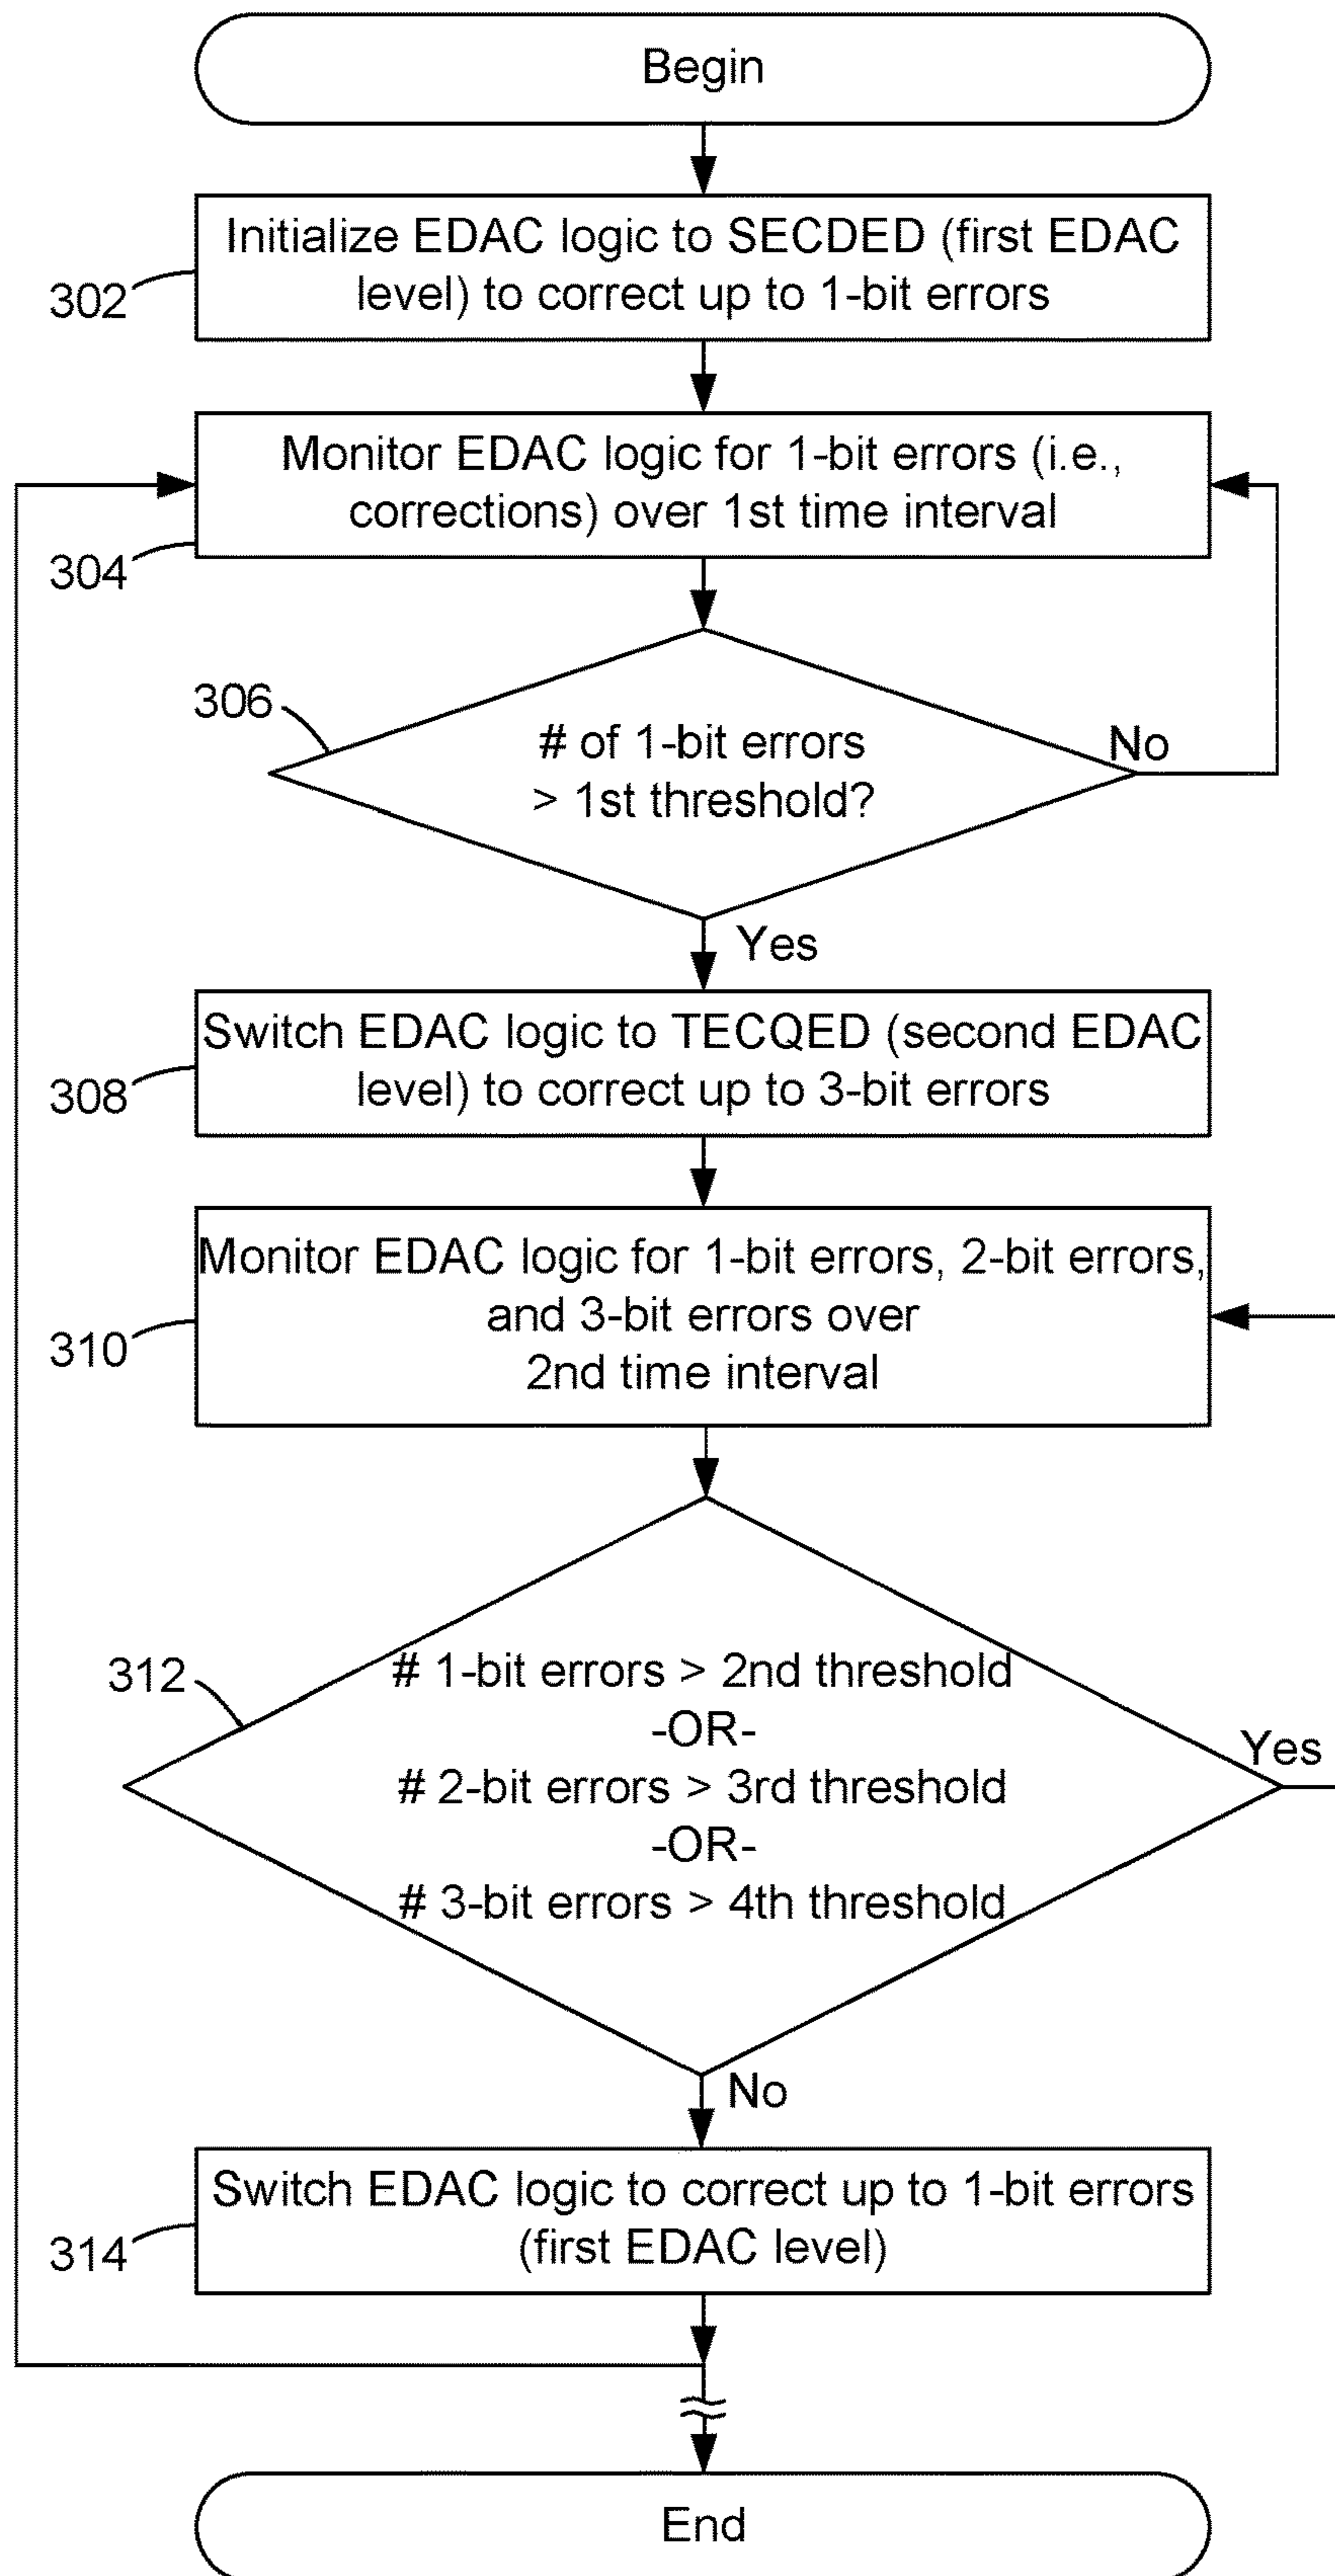 Begin
Initialize EDAC logic to SECDED (first EDAC
level) to correct up to 1-bit errors
302
Monitor EDAC logic for 1-bit errors (i.e.,
corrections) over 1st time interval
304
306
# of 1-bit errors
> 1st threshold?
No
Yes
Switch EDAC logic to TECQED (second EDAC
level) to correct up to 3-bit errors
308
Monitor EDAC logic for 1-bit errors, 2-bit errors,
and 3-bit errors over
2nd time interval
310
312
# 1-bit errors > 2nd threshold
-OR-
# 2-bit errors > 3rd threshold
-OR-
# 3-bit errors > 4th threshold
Yes
No
Switch EDAC logic to correct up to 1-bit errors
(first EDAC level)
314
End